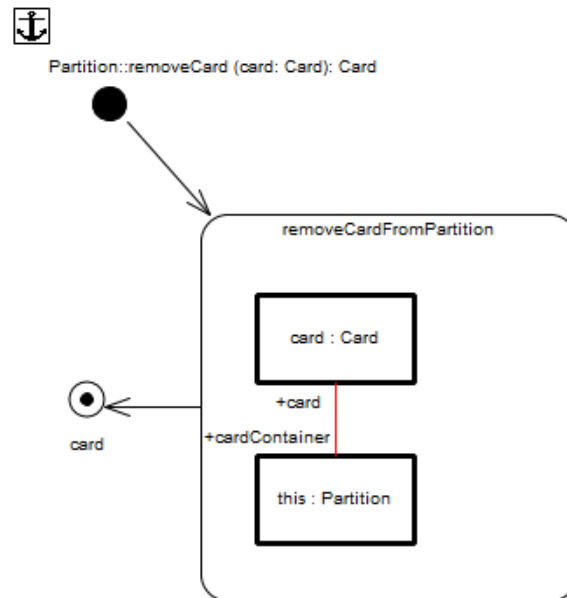 Partition::removeCard (card: Card): Card
removeCardFromPartition
card : Card
+card
+cardContainer
card
this : Partition